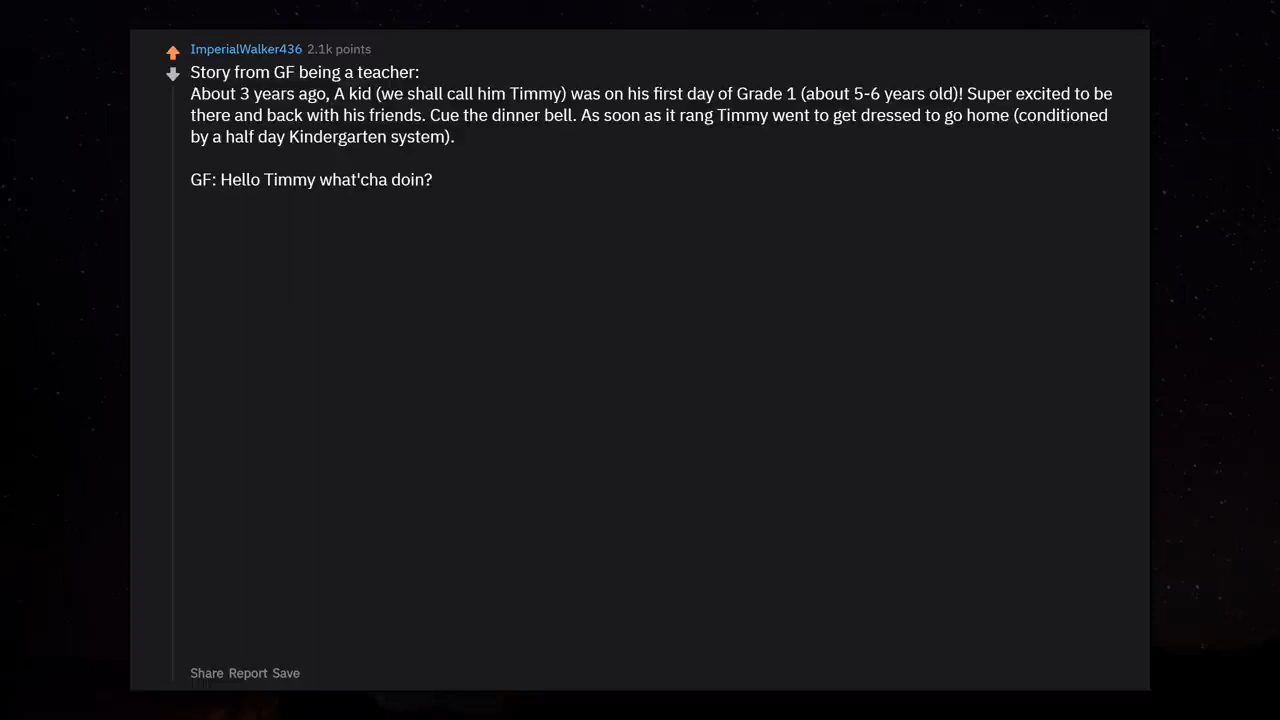 ImperialWalker436 2.1k points
Story from GF being a teacher:
About 3 years ago, A kid (we shall call him Timmy) was on his first day of Grade 1 (about 5-6 years old)! Super excited to be
there and back with his friends. Cue the dinner bell. As soon as it rang Timmy went to get dressed to go home (conditioned
by a half day Kindergarten system).
GF: Hello Timmy what'cha doin?
Share Report Save